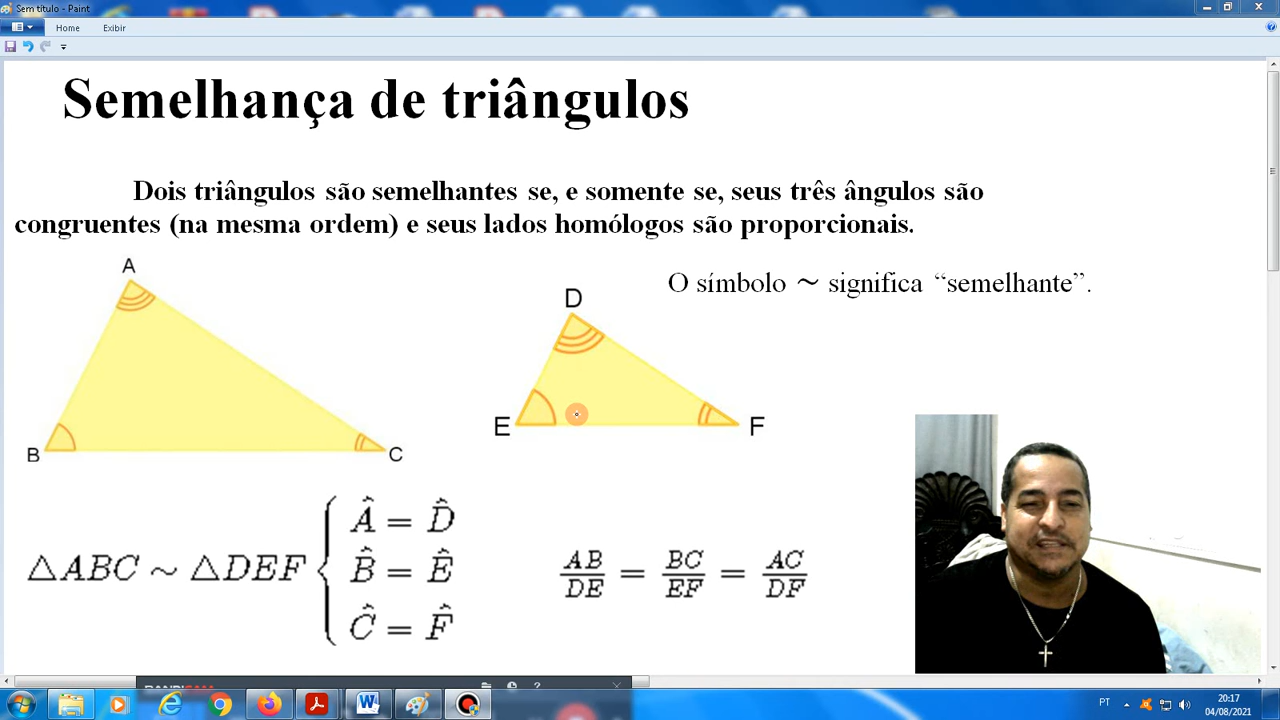 Sem título - Paint
Home Exibir
Semelhança de triângulos
Dois triângulos são semelhantes se, e somente se, seus três ângulos são
congruentes (na mesma ordem) e seus lados homólogos são proporcionais.
O símbolo ~ significa “semelhante”.
A
B
C
D
E
F
△ABC ~ △DEF { Â = D̂
B̂ = Ê
Ĉ = F̂
AB/DE = BC/EF = AC/DF
PT
20:17
04/08/2021